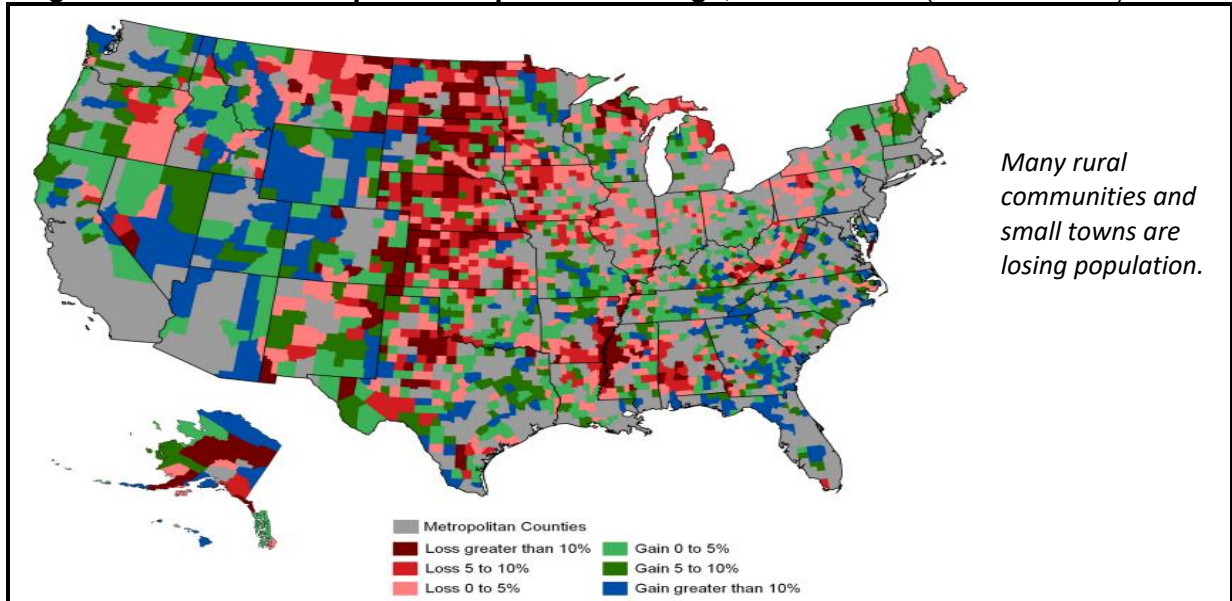 Many rural
communities and
small towns are
losing population.
Metropolitan Counties
Loss greater than 10%
Loss 5 to 10%
Loss 0 to 5%
Gain 0 to 5%
Gain 5 to 10%
Gain greater than 10%